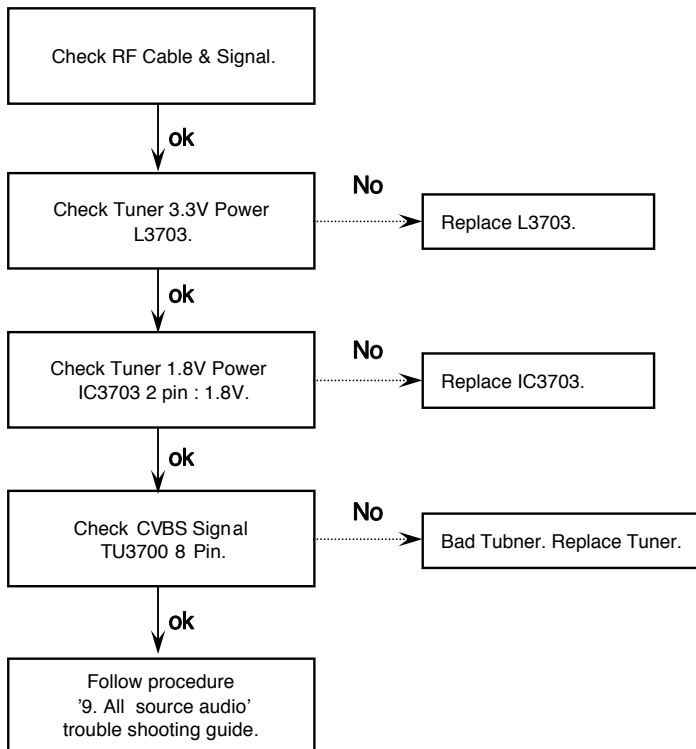 Check RF Cable & Signal.
ok
Check Tuner 3.3V Power
L3703.
No
Replace L3703.
ok
Check Tuner 1.8V Power
IC3703 2 pin : 1.8V.
No
Replace IC3703.
ok
Check CVBS Signal
TU3700 8 Pin.
No
Bad Tubner. Replace Tuner.
ok
Follow procedure
'9. All source audio’
trouble shooting guide.